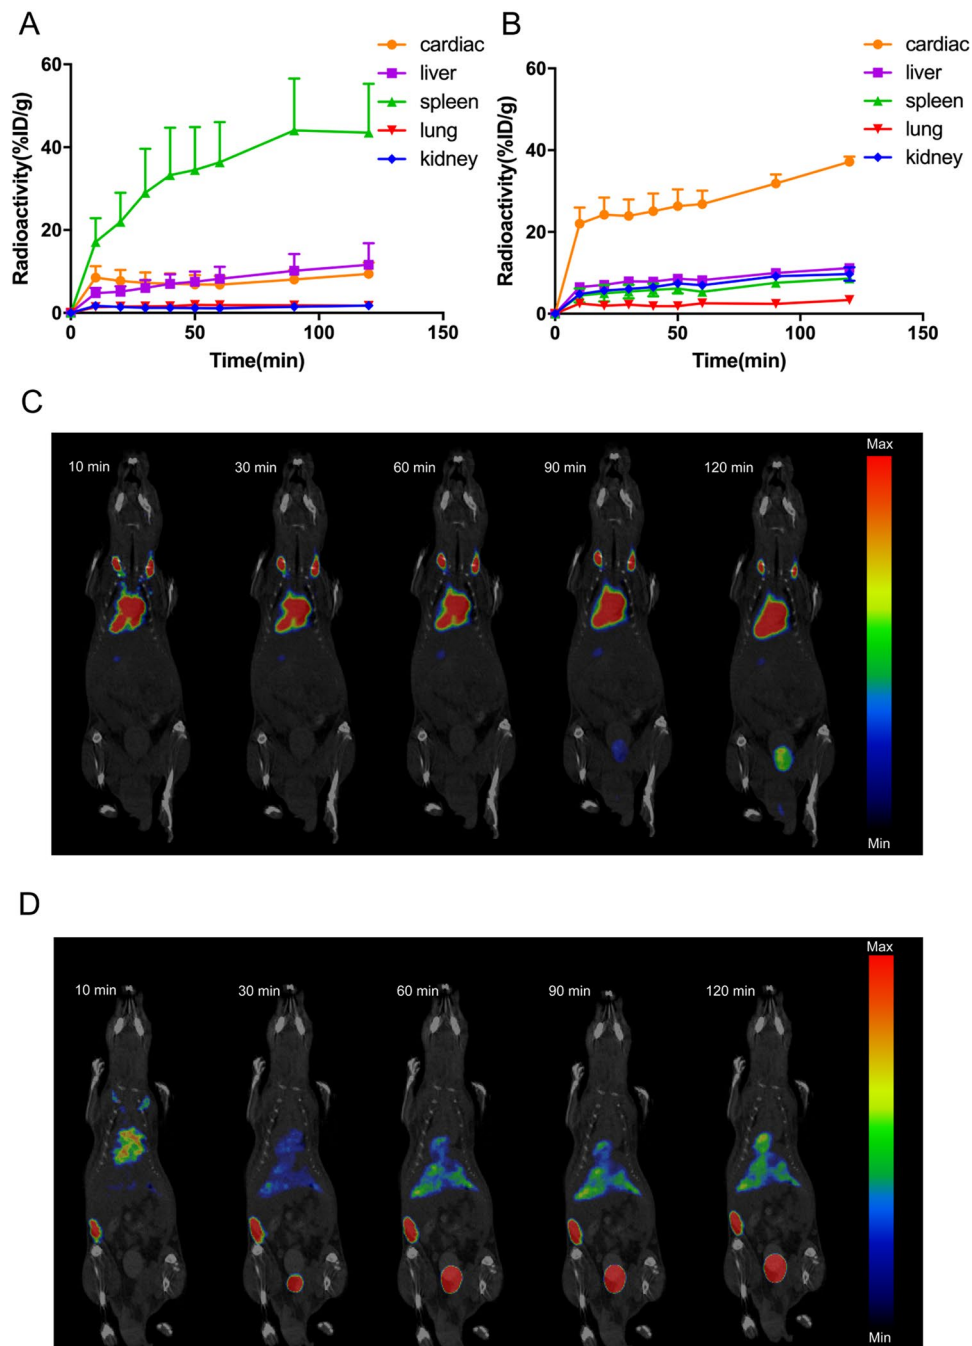 A
cardiac
liver
spleen
lung
kidney
Radioactivity(%ID/g)
60
40
20
0
0
50
100
150
Time(min)
B
cardiac
liver
spleen
lung
kidney
Radioactivity(%ID/g)
60
40
20
0
0
50
100
150
Time(min)
C
10 min
30 min
60 min
90 min
120 min
Max
Min
D
10 min
30 min
60 min
90 min
120 min
Max
Min